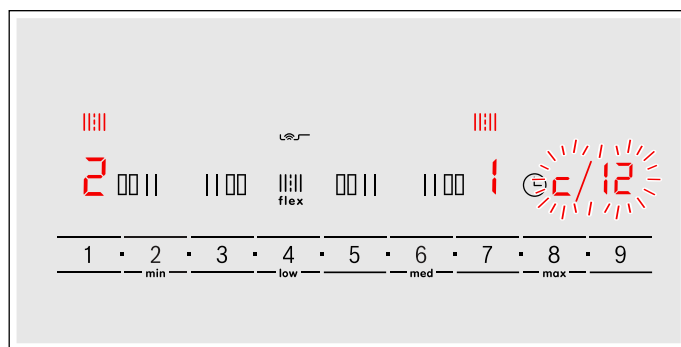 2 1 c/12
flex
1 · 2 · 3 · 4 · 5 · 6 · 7 · 8 · 9
min low med max